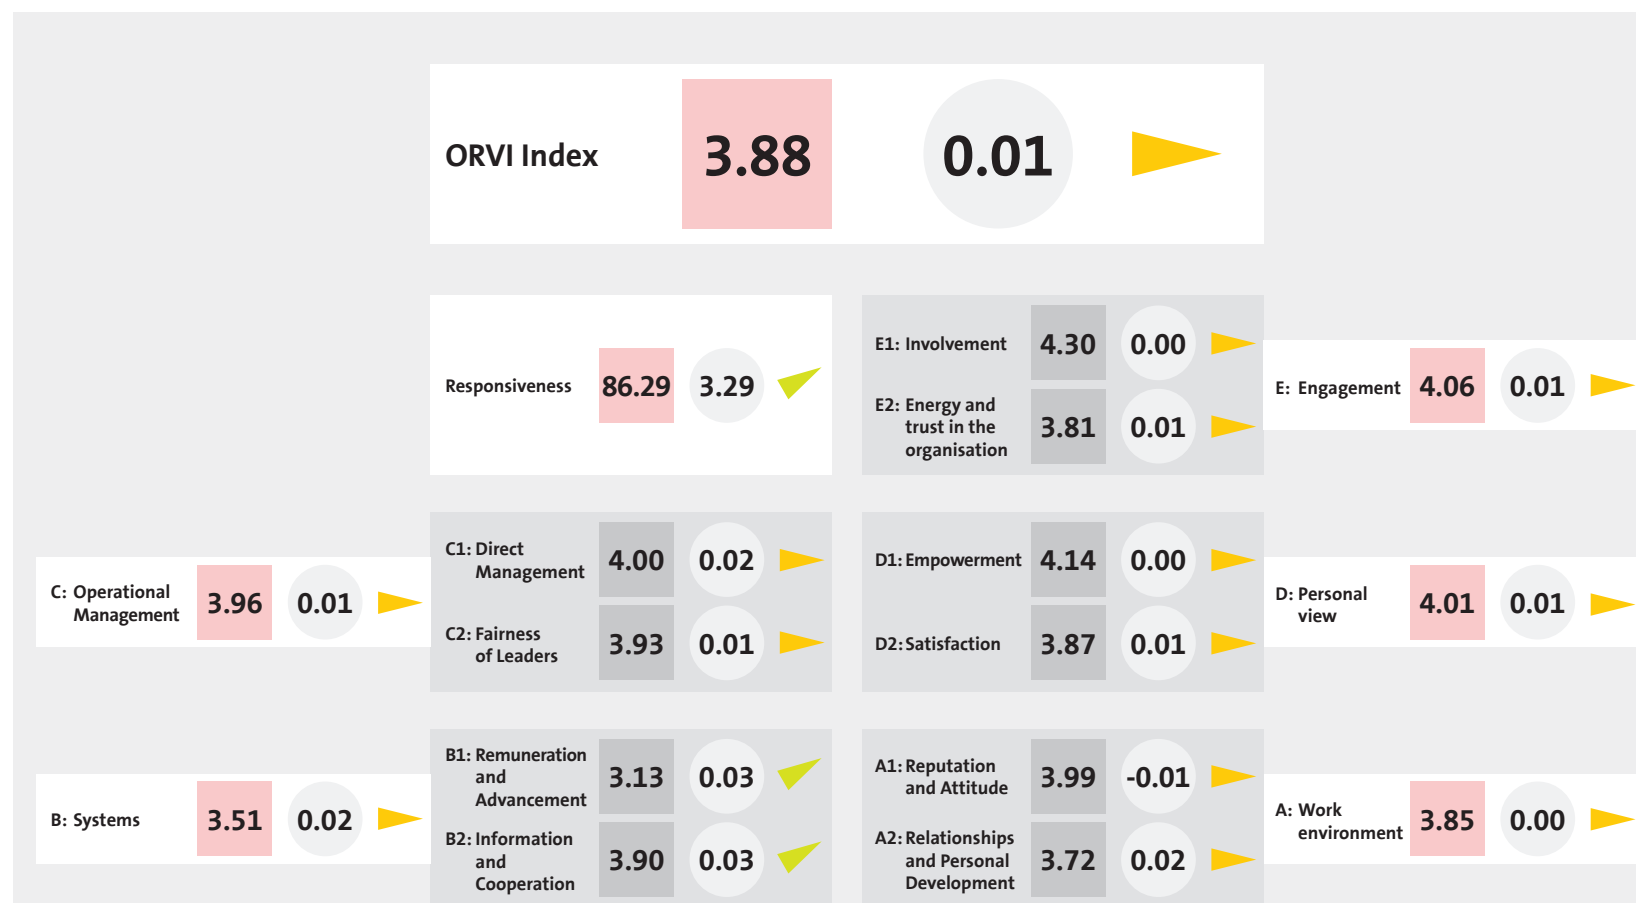 ORVI Index 3.88 0.01
Responsiveness 86.29 3.29
E1: Involvement 4.30 0.00
E2: Energy and
trust in the
organisation
3.81 0.01
E: Engagement 4.06 0.01
C: Operational
Management
3.96 0.01
C1: Direct
Management
4.00 0.02
C2: Fairness
of Leaders
3.93 0.01
D1: Empowerment 4.14 0.00
D2: Satisfaction 3.87 0.01
D: Personal
view
4.01 0.01
B: Systems 3.51 0.02
B1: Remuneration
and
Advancement
3.13 0.03
B2: Information
and
Cooperation
3.90 0.03
A1: Reputation
and Attitude
3.99 -0.01
A2: Relationships
and Personal
Development
3.72 0.02
A: Work
environment
3.85 0.00